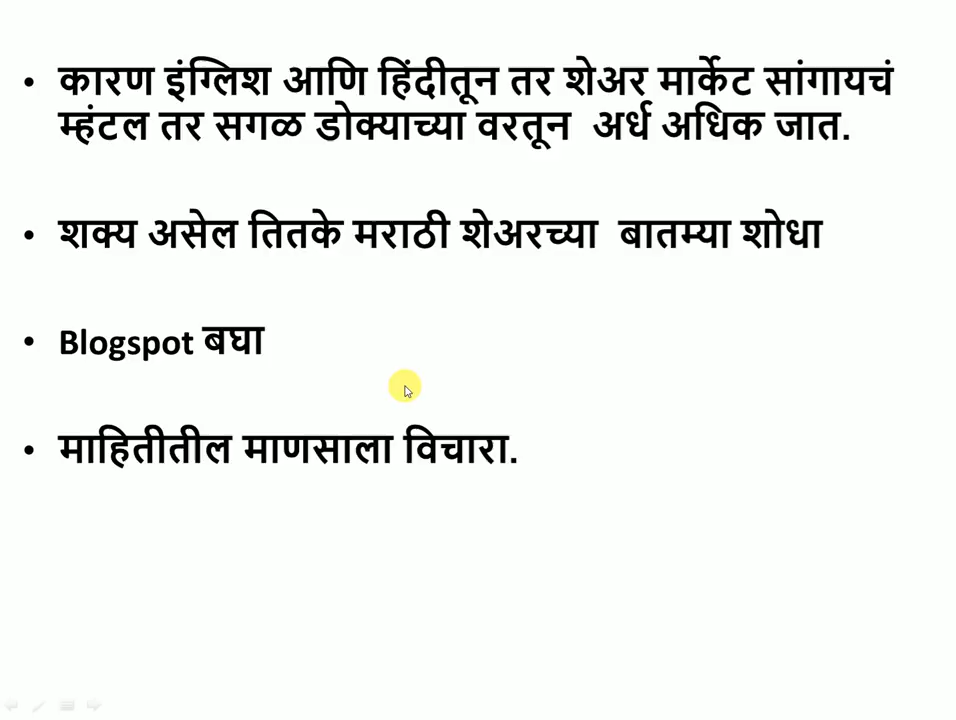 • कारण इंग्लिश आणि हिंदीतून तर शेअर मार्केट सांगायचं
म्हंटल तर सगळ डोक्याच्या वरतून अर्ध अधिक जात.
• शक्य असेल तितके मराठी शेअरच्या बातम्या शोधा
• Blogspot बघा
• माहितीतील माणसाला विचारा.